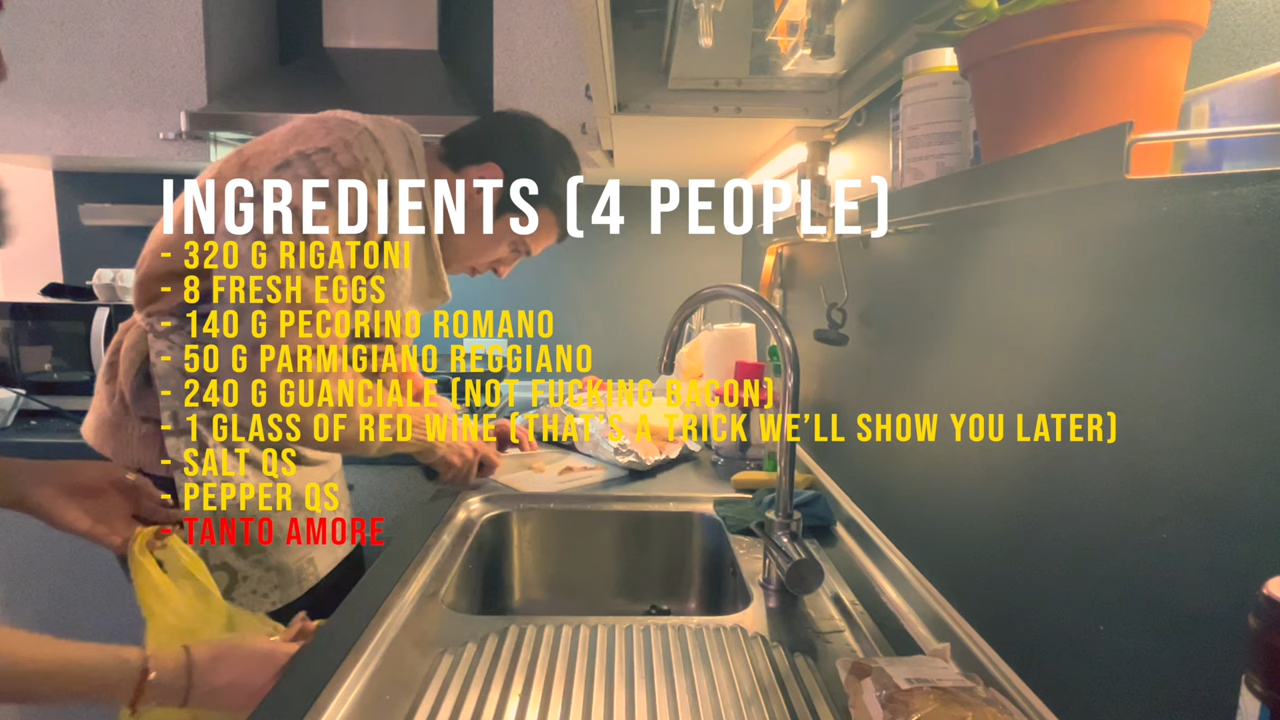 INGREDIENTS (4 PEOPLE)
- 320 G RIGATONI
- 8 FRESH EGGS
- 140 G PECORINO ROMANO
- 50 G PARMIGIANO REGGIANO
- 240 G GUANCIALE (NOT FUCKING BACON)
- 1 GLASS OF RED WINE (THAT'S A TRICK WE'LL SHOW YOU LATER)
- SALT QS
- PEPPER QS
- TANTO AMORE